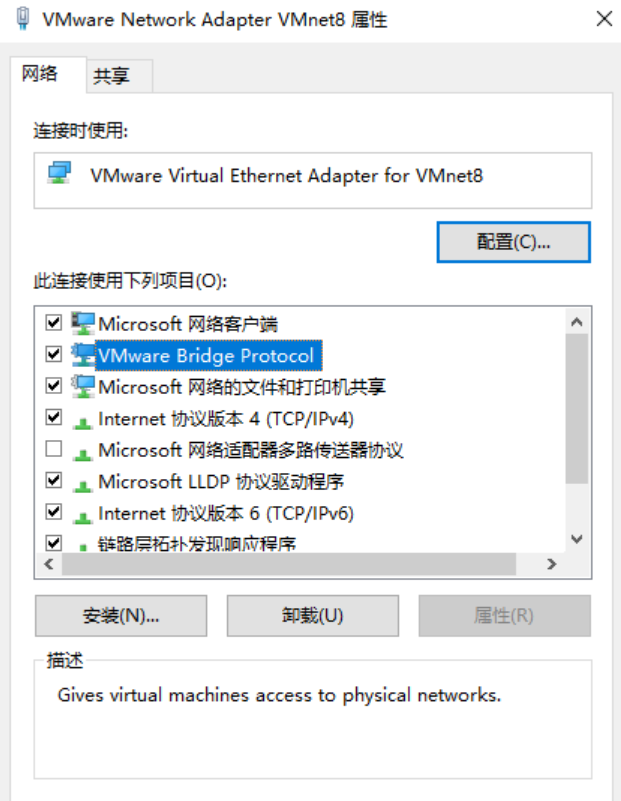 VMware Network Adapter VMnet8 属性
网络 共享
连接时使用:
VMware Virtual Ethernet Adapter for VMnet8
配置(C)...
此连接使用下列项目(O):
Microsoft 网络客户端
VMware Bridge Protocol
Microsoft 网络的文件和打印机共享
Internet 协议版本 4 (TCP/IPv4)
Microsoft 网络适配器多路传送器协议
Microsoft LLDP 协议驱动程序
Internet 协议版本 6 (TCP/IPv6)
链路层拓扑发现响应程序
安装(N)... 卸载(U) 属性(R)
描述
Gives virtual machines access to physical networks.